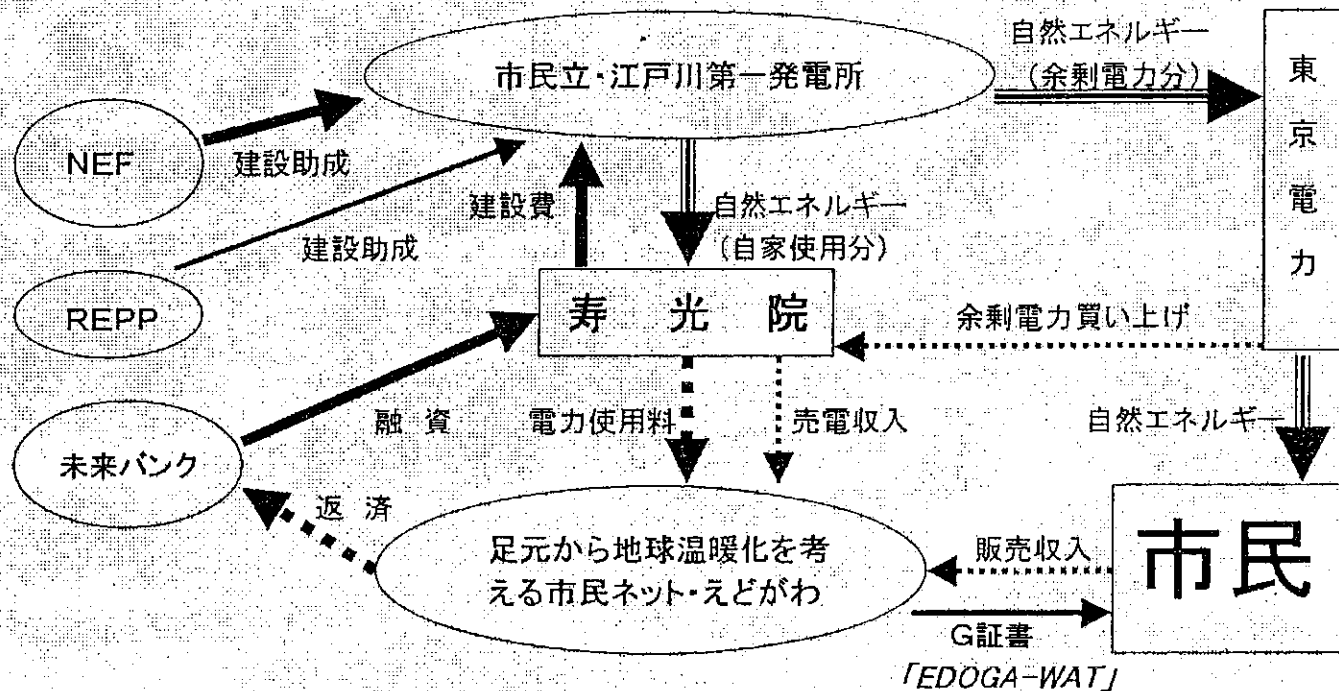 市民立・江戸川第一発電所
自然エネルギー
（余剰電力分）
東京電力
NEF
建設助成
建設費
自然エネルギー
（自家使用分）
建設助成
REPP
寿光院
余剰電力買い上げ
融資
電力使用料
売電収入
自然エネルギー
未来バンク
返済
足元から地球温暖化を考
える市民ネット・えどがわ
販売収入
市民
G証書
「EDOGA-WAT」